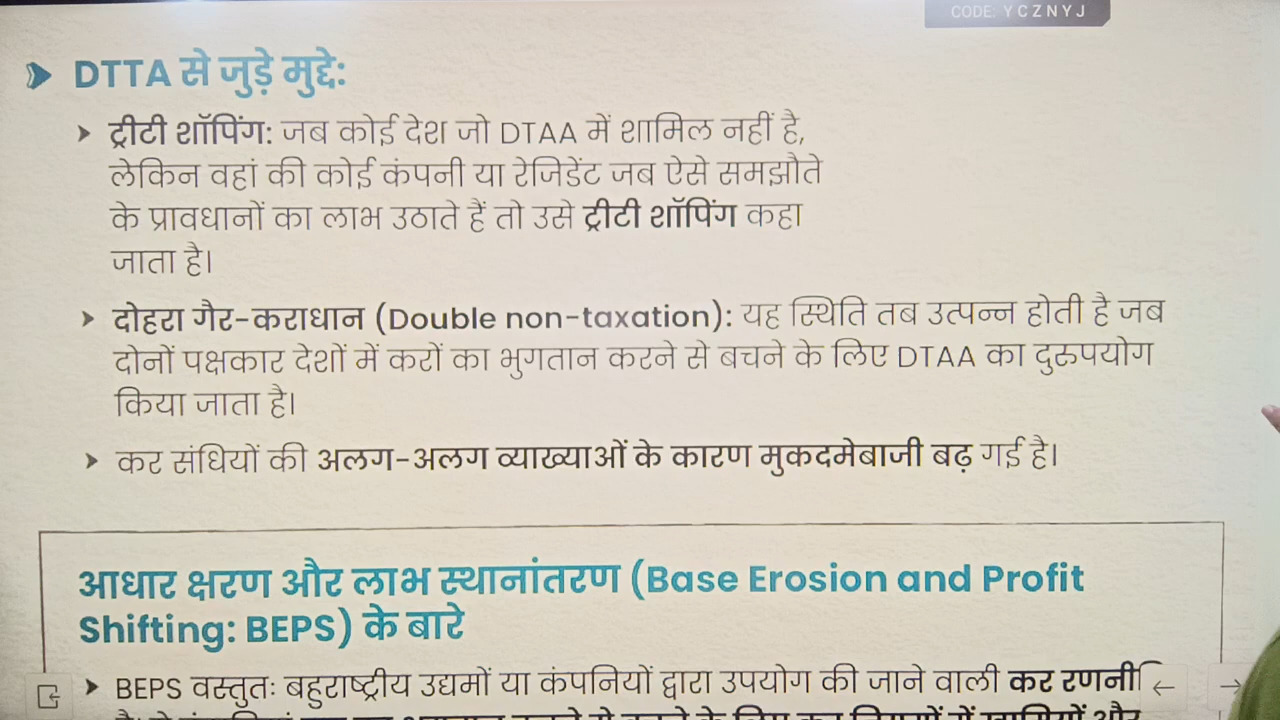 CODE: Y C Z N Y J
DTTA से जुड़े मुद्दे:
ट्रीटी शॉपिंग: जब कोई देश जो DTAA में शामिल नहीं है,
लेकिन वहां की कोई कंपनी या रेजिडेंट जब ऐसे समझौते
के प्रावधानों का लाभ उठाते हैं तो उसे ट्रीटी शॉपिंग कहा
जाता है।
दोहरा गैर-कराधान (Double non-taxation): यह स्थिति तब उत्पन्न होती है जब
दोनों पक्षकार देशों में करों का भुगतान करने से बचने के लिए DTAA का दुरुपयोग
किया जाता है।
कर संधियों की अलग-अलग व्याख्याओं के कारण मुकदमेबाजी बढ़ गई है।
आधार क्षरण और लाभ स्थानांतरण (Base Erosion and Profit
Shifting: BEPS) के बारे
BEPS वस्तुतः बहुराष्ट्रीय उद्यमों या कंपनियों द्वारा उपयोग की जाने वाली कर